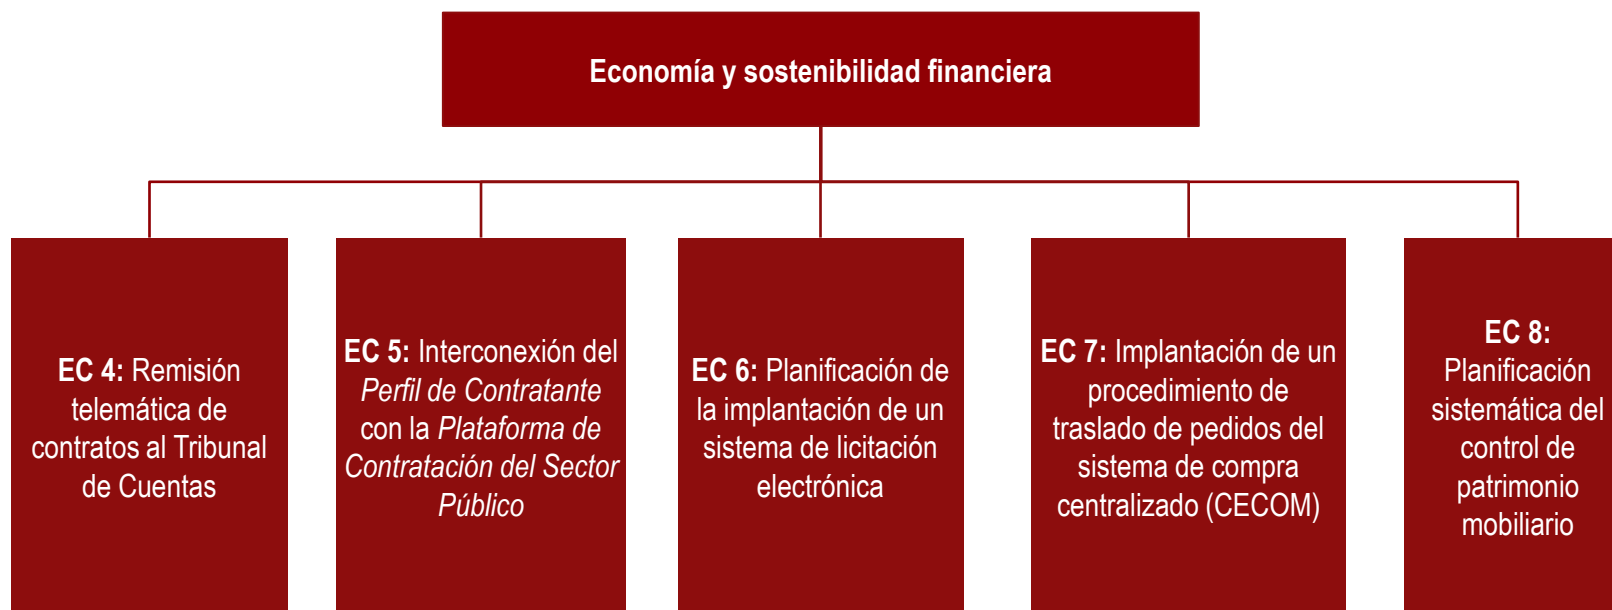 Economía y sostenibilidad financiera
EC 4: Remisión
telemática de
contratos al Tribunal
de Cuentas
EC 5: Interconexión del
Perfil de Contratante
con la Plataforma de
Contratación del Sector
Público
EC 6: Planificación de
la implantación de un
sistema de licitación
electrónica
EC 7: Implantación de un
procedimiento de
traslado de pedidos del
sistema de compra
centralizado (CECOM)
EC 8:
Planificación
sistemática del
control de
patrimonio
mobiliario